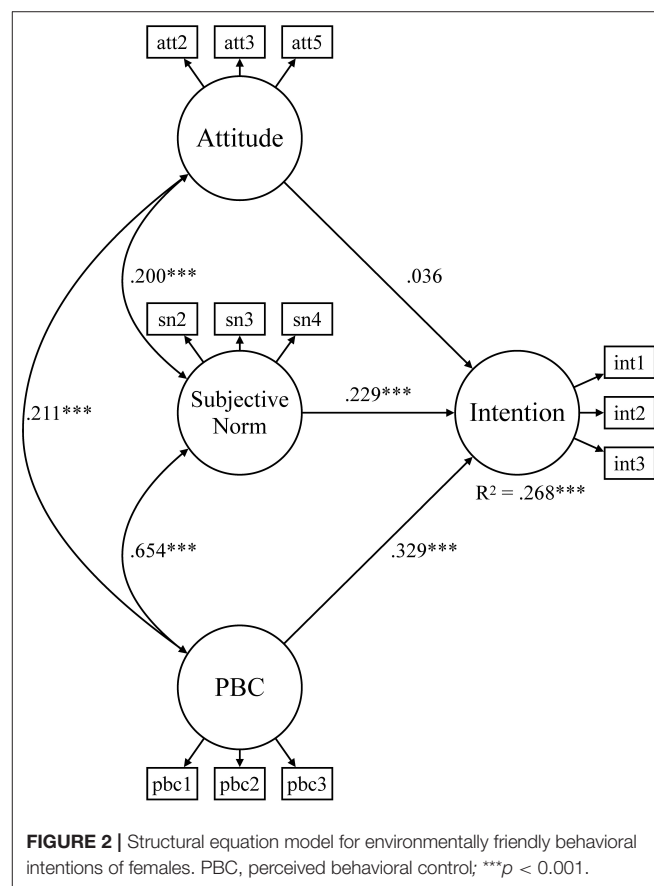 att2 att3 att5
Attitude
.200***
.036
sn2 sn3 sn4
Subjective
Norm
.229***
Intention
int1
int2
int3
R² = .268***
.211***
.654***
.329***
PBC
pbc1 pbc2 pbc3
FIGURE 2 | Structural equation model for environmentally friendly behavioral
intentions of females. PBC, perceived behavioral control; ***p < 0.001.